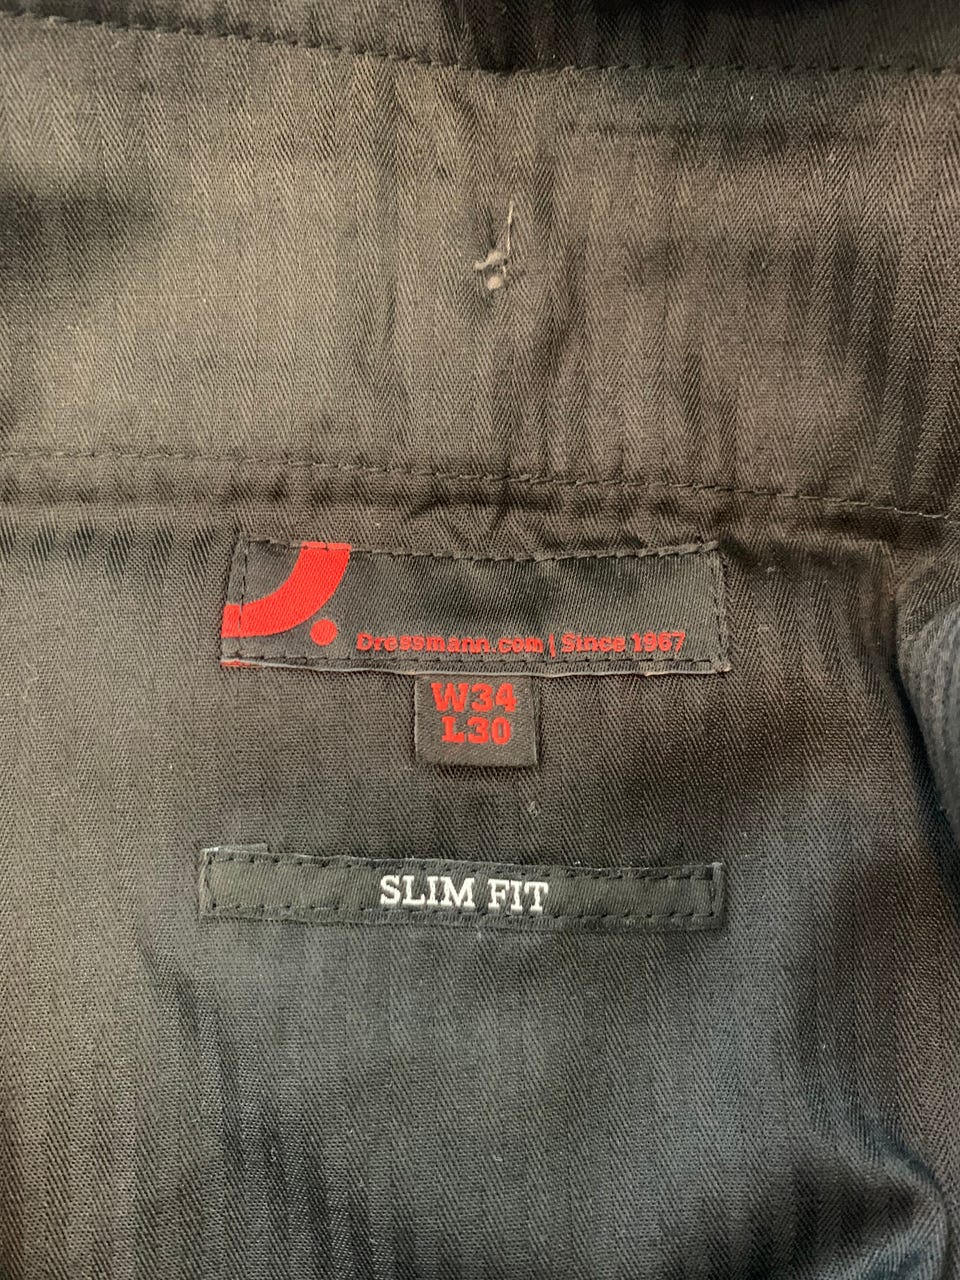 Dressmann.com | Since 1967
W34
L30
SLIM FIT